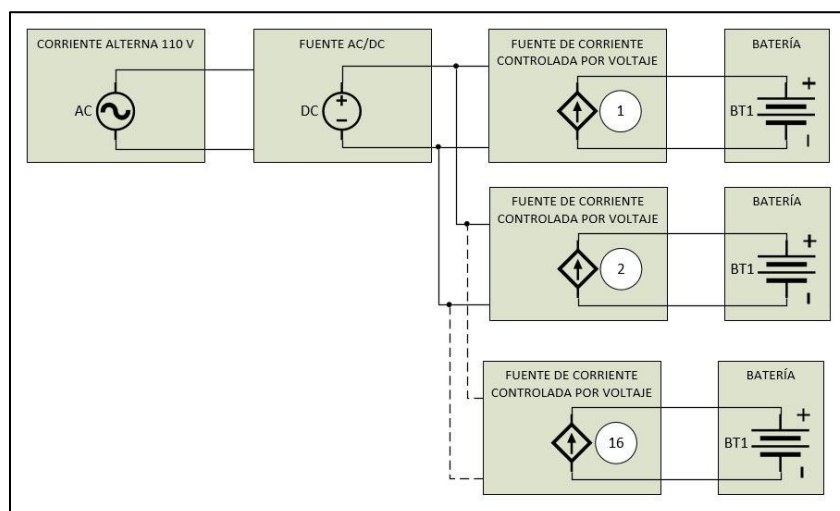 CORRIENTE ALTERNA 110 V
AC
FUENTE AC/DC
DC
+
−
FUENTE DE CORRIENTE
CONTROLADA POR VOLTAJE
1
BATERÍA
BT1
+
−
FUENTE DE CORRIENTE
CONTROLADA POR VOLTAJE
2
BATERÍA
BT1
+
−
FUENTE DE CORRIENTE
CONTROLADA POR VOLTAJE
16
BATERÍA
BT1
+
−